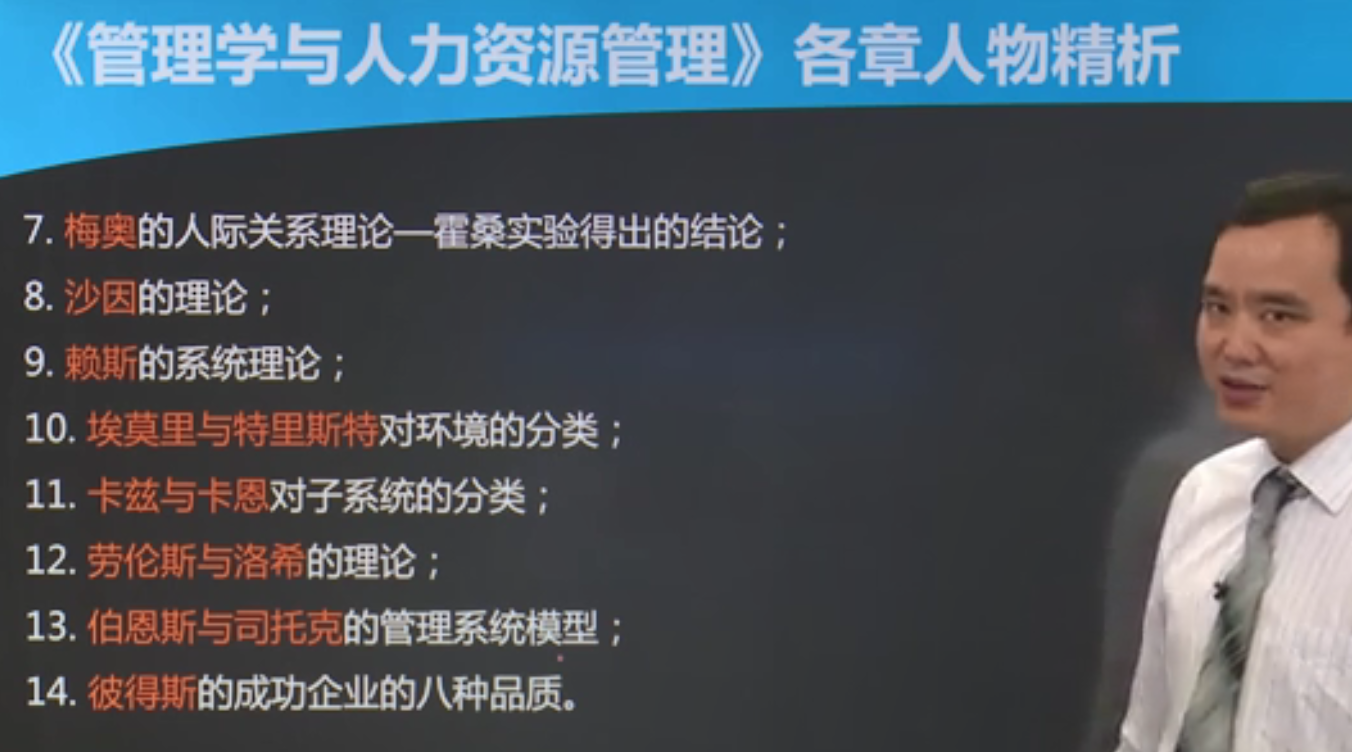 《管理学与人力资源管理》各章人物精析
7. 梅奥的人际关系理论—霍桑实验得出的结论；
8. 沙因的理论；
9. 赖斯的系统理论；
10. 埃莫里与特里斯特对环境的分类；
11. 卡兹与卡恩对子系统的分类；
12. 劳伦斯与洛希的理论；
13. 伯恩斯与司托克的管理系统模型；
14. 彼得斯的成功企业的八种品质。